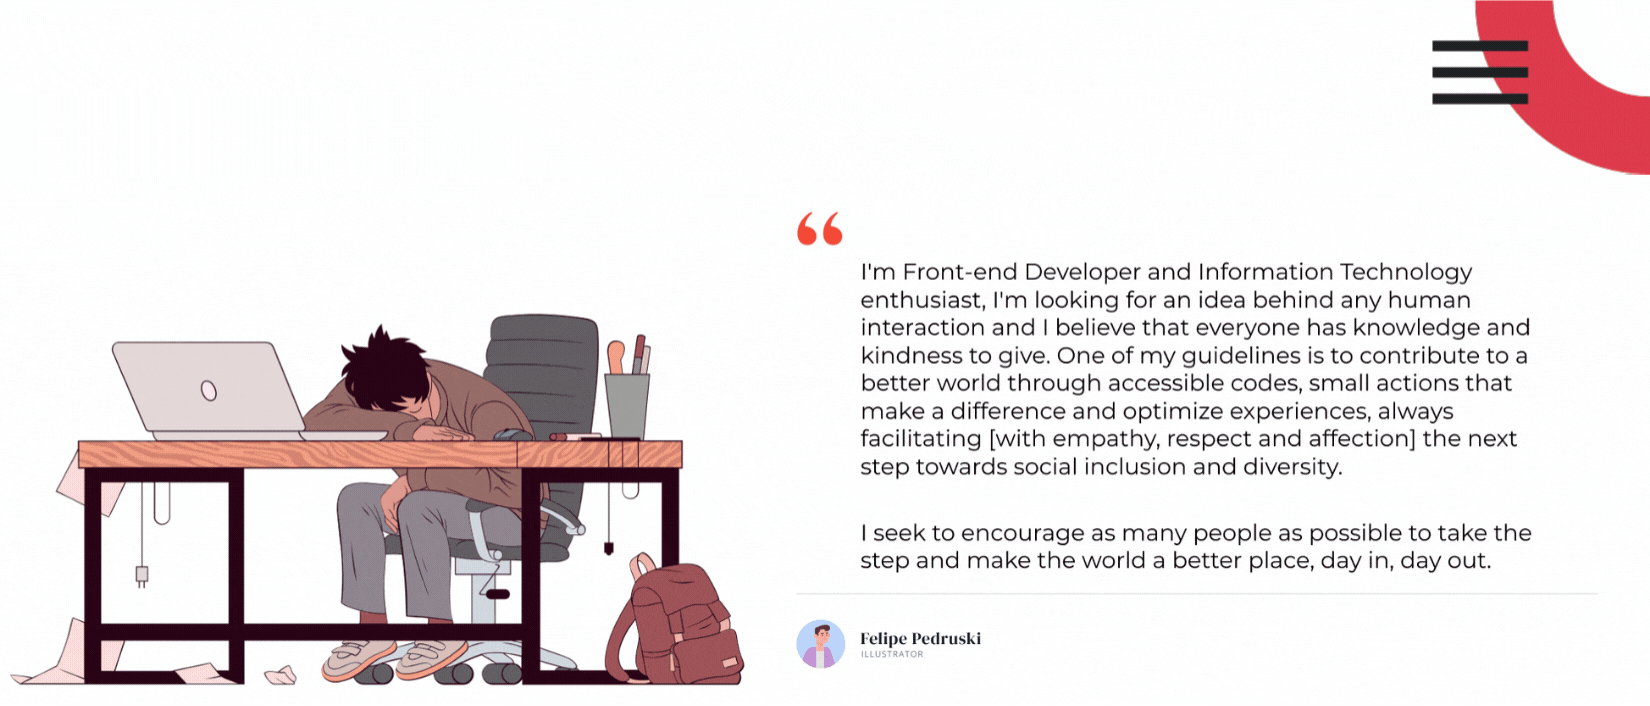 I'm Front-end Developer and Information Technology
enthusiast, I'm looking for an idea behind any human
interaction and I believe that everyone has knowledge and
kindness to give. One of my guidelines is to contribute to a
better world through accessible codes, small actions that
make a difference and optimize experiences, always
facilitating [with empathy, respect and affection] the next
step towards social inclusion and diversity.
I seek to encourage as many people as possible to take the
step and make the world a better place, day in, day out.
Felipe Pedruski
ILLUSTRATOR